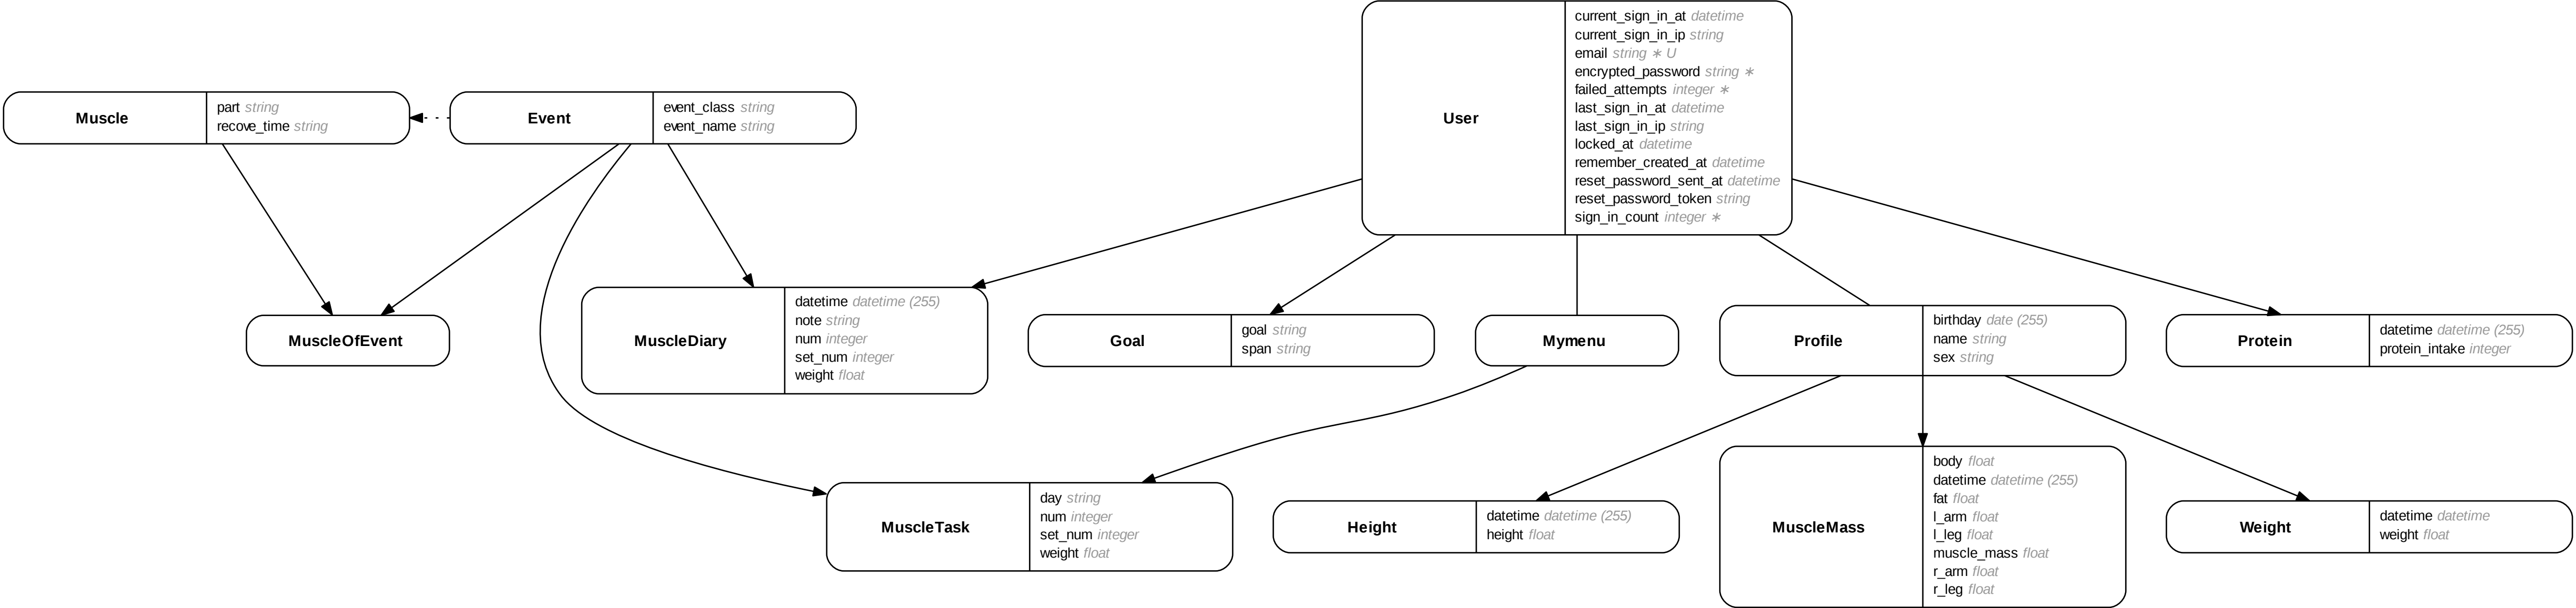 Muscle
part string
recove_time string
Event
event_class string
event_name string
User
current_sign_in_at datetime
current_sign_in_ip string
email string ∗ U
encrypted_password string ∗
failed_attempts integer ∗
last_sign_in_at datetime
last_sign_in_ip string
locked_at datetime
remember_created_at datetime
reset_password_sent_at datetime
reset_password_token string
sign_in_count integer ∗
MuscleOfEvent
MuscleDiary
datetime datetime (255)
note string
num integer
set_num integer
weight float
Goal
goal string
span string
Mymenu
Profile
birthday date (255)
name string
sex string
Protein
datetime datetime (255)
protein_intake integer
MuscleTask
day string
num integer
set_num integer
weight float
Height
datetime datetime (255)
height float
MuscleMass
body float
datetime datetime (255)
fat float
l_arm float
l_leg float
muscle_mass float
r_arm float
r_leg float
Weight
datetime datetime
weight float